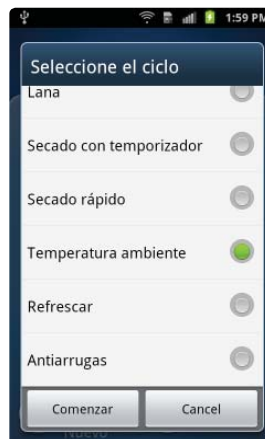 1:59 PM
Seleccione el ciclo
Lana
Secado con temporizador
Secado rápido
Temperatura ambiente
Refrescar
Antiarrugas
Comenzar
Cancel
Nuevo